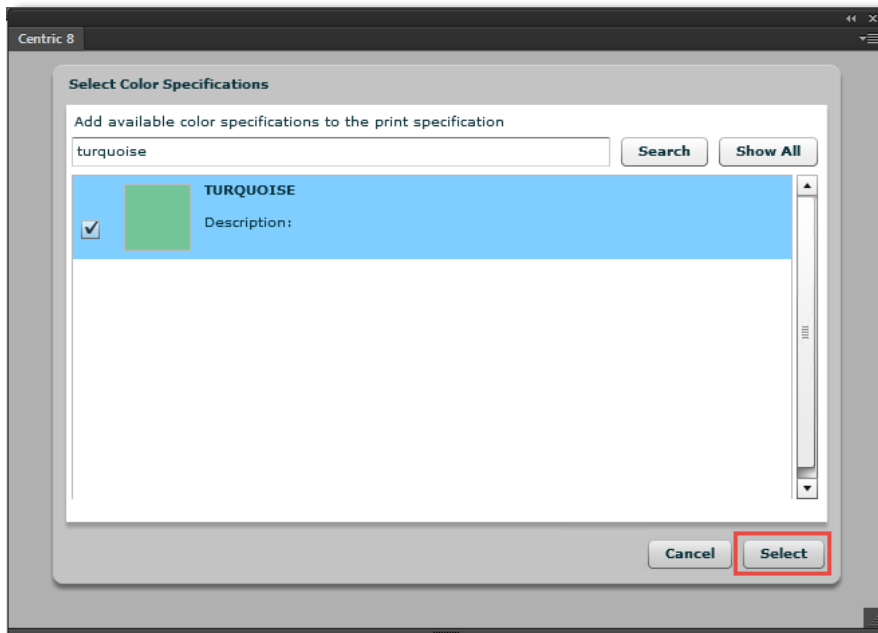 Centric 8
Select Color Specifications
Add available color specifications to the print specification
turquoise
Search
Show All
TURQUOISE
Description:
Cancel
Select